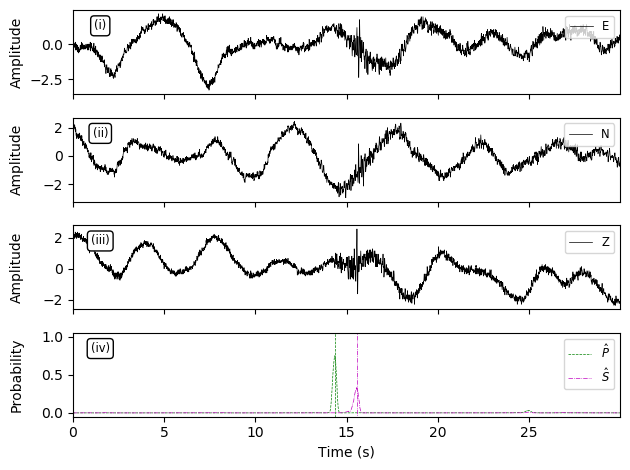 (i)
E
Amplitude
0.0
−2.5
(ii)
N
Amplitude
2
0
−2
(iii)
Z
Amplitude
2
0
−2
(iv)
P̂
Ŝ
Probability
1.0
0.5
0.0
0 5 10 15 20 25
Time (s)